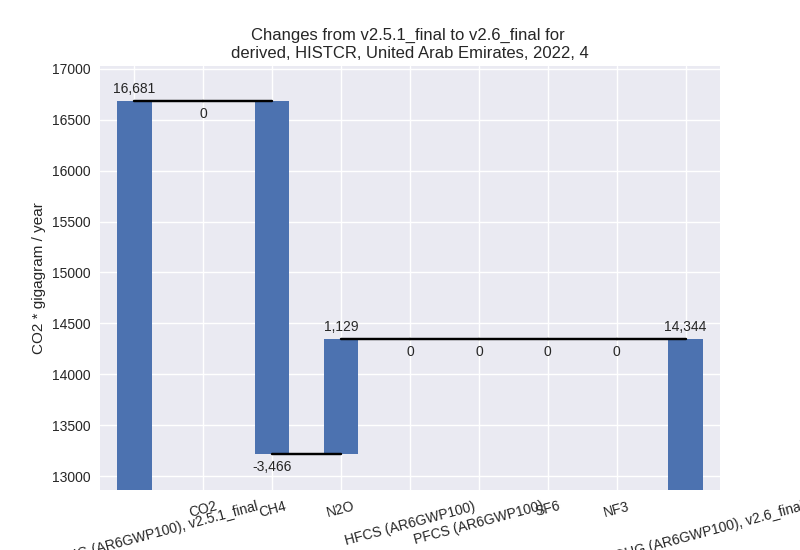 Changes from v2.5.1_final to v2.6_final for
derived, HISTCR, United Arab Emirates, 2022, 4
CO2 * gigagram / year
17000
16500
16000
15500
15000
14500
14000
13500
13000
16,681
0
-3,466
1,129
0
0
0
0
14,344
(AR6GWP100), v2.5.1_final
CO2
CH4
N2O
HFCS (AR6GWP100)
PFCS (AR6GWP100)
SF6
NF3
(AR6GWP100), v2.6_final